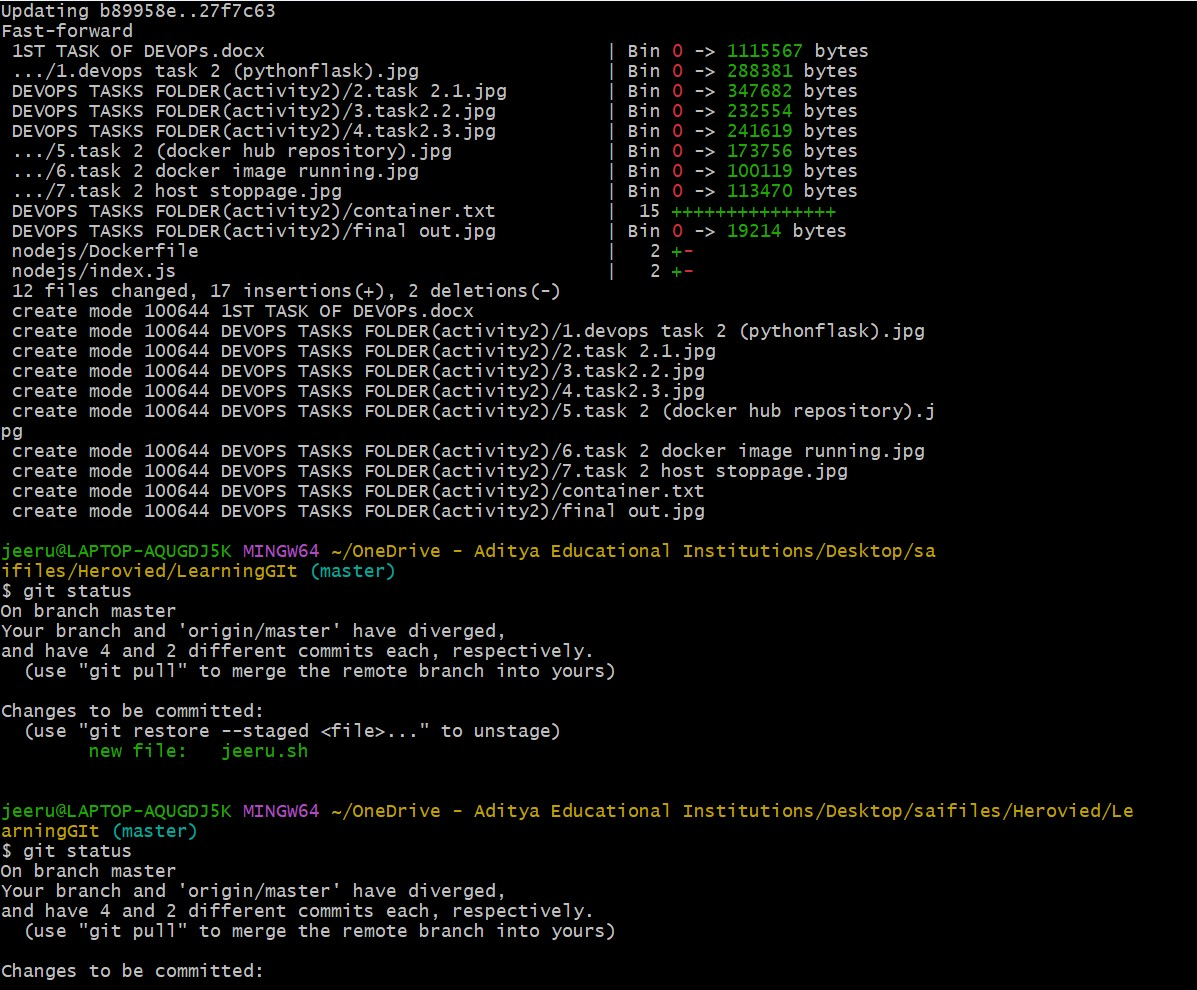 Updating b89958e..27f7c63
Fast-forward
1ST TASK OF DEVOPs.docx | Bin 0 -> 1115567 bytes
.../1.devops task 2 (pythonflask).jpg | Bin 0 -> 288381 bytes
DEVOPS TASKS FOLDER(activity2)/2.task 2.1.jpg | Bin 0 -> 347682 bytes
DEVOPS TASKS FOLDER(activity2)/3.task2.2.jpg | Bin 0 -> 232554 bytes
DEVOPS TASKS FOLDER(activity2)/4.task2.3.jpg | Bin 0 -> 241619 bytes
.../5.task 2 (docker hub repository).jpg | Bin 0 -> 173756 bytes
.../6.task 2 docker image running.jpg | Bin 0 -> 100119 bytes
.../7.task 2 host stoppage.jpg | Bin 0 -> 113470 bytes
DEVOPS TASKS FOLDER(activity2)/container.txt | 15 +++++++++++++++
DEVOPS TASKS FOLDER(activity2)/final out.jpg | Bin 0 -> 19214 bytes
nodejs/Dockerfile | 2 +-
nodejs/index.js | 2 +-
12 files changed, 17 insertions(+), 2 deletions(-)
create mode 100644 1ST TASK OF DEVOPs.docx
create mode 100644 DEVOPS TASKS FOLDER(activity2)/1.devops task 2 (pythonflask).jpg
create mode 100644 DEVOPS TASKS FOLDER(activity2)/2.task 2.1.jpg
create mode 100644 DEVOPS TASKS FOLDER(activity2)/3.task2.2.jpg
create mode 100644 DEVOPS TASKS FOLDER(activity2)/4.task2.3.jpg
create mode 100644 DEVOPS TASKS FOLDER(activity2)/5.task 2 (docker hub repository).j
pg
create mode 100644 DEVOPS TASKS FOLDER(activity2)/6.task 2 docker image running.jpg
create mode 100644 DEVOPS TASKS FOLDER(activity2)/7.task 2 host stoppage.jpg
create mode 100644 DEVOPS TASKS FOLDER(activity2)/container.txt
create mode 100644 DEVOPS TASKS FOLDER(activity2)/final out.jpg
jeeru@LAPTOP-AQUGDJ5K MINGW64 ~/OneDrive - Aditya Educational Institutions/Desktop/sa
ifiles/Herovied/LearningGIt (master)
$ git status
On branch master
Your branch and 'origin/master' have diverged,
and have 4 and 2 different commits each, respectively.
(use "git pull" to merge the remote branch into yours)
Changes to be committed:
(use "git restore --staged <file>..." to unstage)
new file: jeeru.sh
jeeru@LAPTOP-AQUGDJ5K MINGW64 ~/OneDrive - Aditya Educational Institutions/Desktop/saifiles/Herovied/Le
arningGIt (master)
$ git status
On branch master
Your branch and 'origin/master' have diverged,
and have 4 and 2 different commits each, respectively.
(use "git pull" to merge the remote branch into yours)
Changes to be committed: